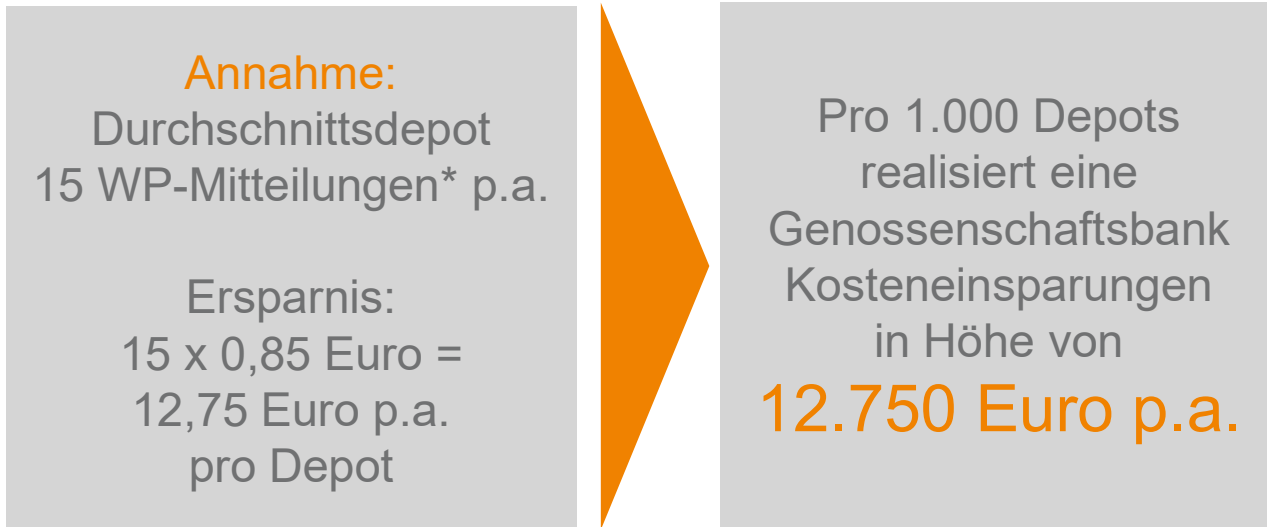 Annahme:
Durchschnittsdepot
15 WP-Mitteilungen* p.a.
Ersparnis:
15 x 0,85 Euro =
12,75 Euro p.a.
pro Depot
Pro 1.000 Depots
realisiert eine
Genossenschaftsbank
Kosteneinsparungen
in Höhe von
12.750 Euro p.a.